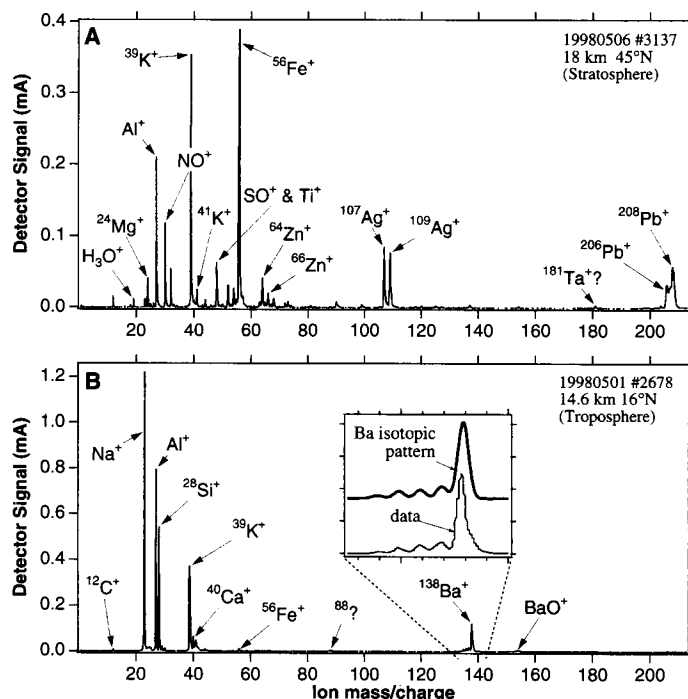 A
19980506 #3137
18 km 45°N
(Stratosphere)
Detector Signal (mA)
0.4
0.3
0.2
0.1
0.0
³⁹K⁺
⁵⁶Fe⁺
Al⁺
NO⁺
SO⁺ & Ti⁺
²⁴Mg⁺
⁴¹K⁺
⁶⁴Zn⁺
H₃O⁺
⁶⁶Zn⁺
¹⁰⁷Ag⁺
¹⁰⁹Ag⁺
²⁰⁸Pb⁺
²⁰⁶Pb⁺
¹⁸¹Ta⁺?
20 40 60 80 100 120 140 160 180 200
B
19980501 #2678
14.6 km 16°N
(Troposphere)
Detector Signal (mA)
1.2
1.0
0.8
0.6
0.4
0.2
0.0
Na⁺
Al⁺
²⁸Si⁺
³⁹K⁺
¹²C⁺
⁴⁰Ca⁺
⁵⁶Fe⁺
⁸⁸?
Ba isotopic
pattern
data
¹³⁸Ba⁺
BaO⁺
20 40 60 80 100 120 140 160 180 200
Ion mass/charge